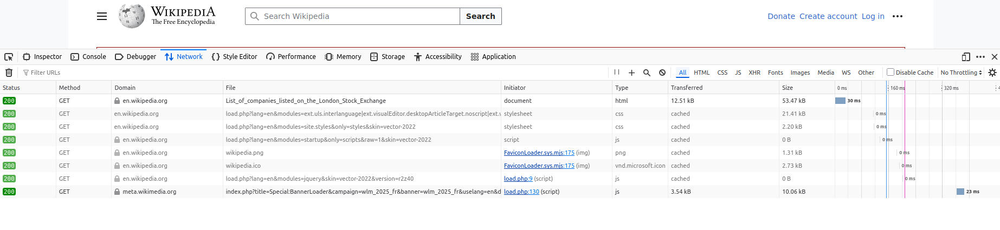 WIKIPEDIA
The Free Encyclopedia
Search Wikipedia Search Donate Create account Log in
Inspector Console Debugger Network Style Editor Performance Memory Storage Accessibility Application
Filter URLs All HTML CSS JS XHR Fonts Images Media WS Other Disable Cache No Throttling
Status Method Domain File Initiator Type Transferred Size 0 ms 160 ms 320 ms
200 GET en.wikipedia.org List_of_companies_listed_on_the_London_Stock_Exchange document html 12.51 kB 53.47 kB 30 ms
200 GET en.wikipedia.org load.php?lang=en&modules=ext.uls.interlanguage|ext.visualEditor.desktopArticleTarget.noscript|ext.v stylesheet css cached 21.41 kB 0 ms
200 GET en.wikipedia.org load.php?lang=en&modules=site.styles&only=styles&skin=vector-2022 stylesheet css cached 2.20 kB 0 ms
200 GET en.wikipedia.org load.php?lang=en&modules=startup&only=scripts&raw=1&skin=vector-2022 script js cached 0 B 0 ms
200 GET en.wikipedia.org wikipedia.png FaviconLoader.sys.mjs:175 (img) png cached 1.31 kB 0 ms
200 GET en.wikipedia.org wikipedia.ico FaviconLoader.sys.mjs:175 (img) vnd.microsoft.icon cached 2.73 kB 0 ms
200 GET en.wikipedia.org load.php?lang=en&modules=jquery&skin=vector-2022&version=r2z40 load.php:9 (script) js cached 0 B 0 ms
200 GET meta.wikimedia.org index.php?title=Special:BannerLoader&campaign=wlm_2025_fr&banner=wlm_2025_fr&uselang=en&d load.php:130 (script) js 3.54 kB 10.06 kB 23 ms